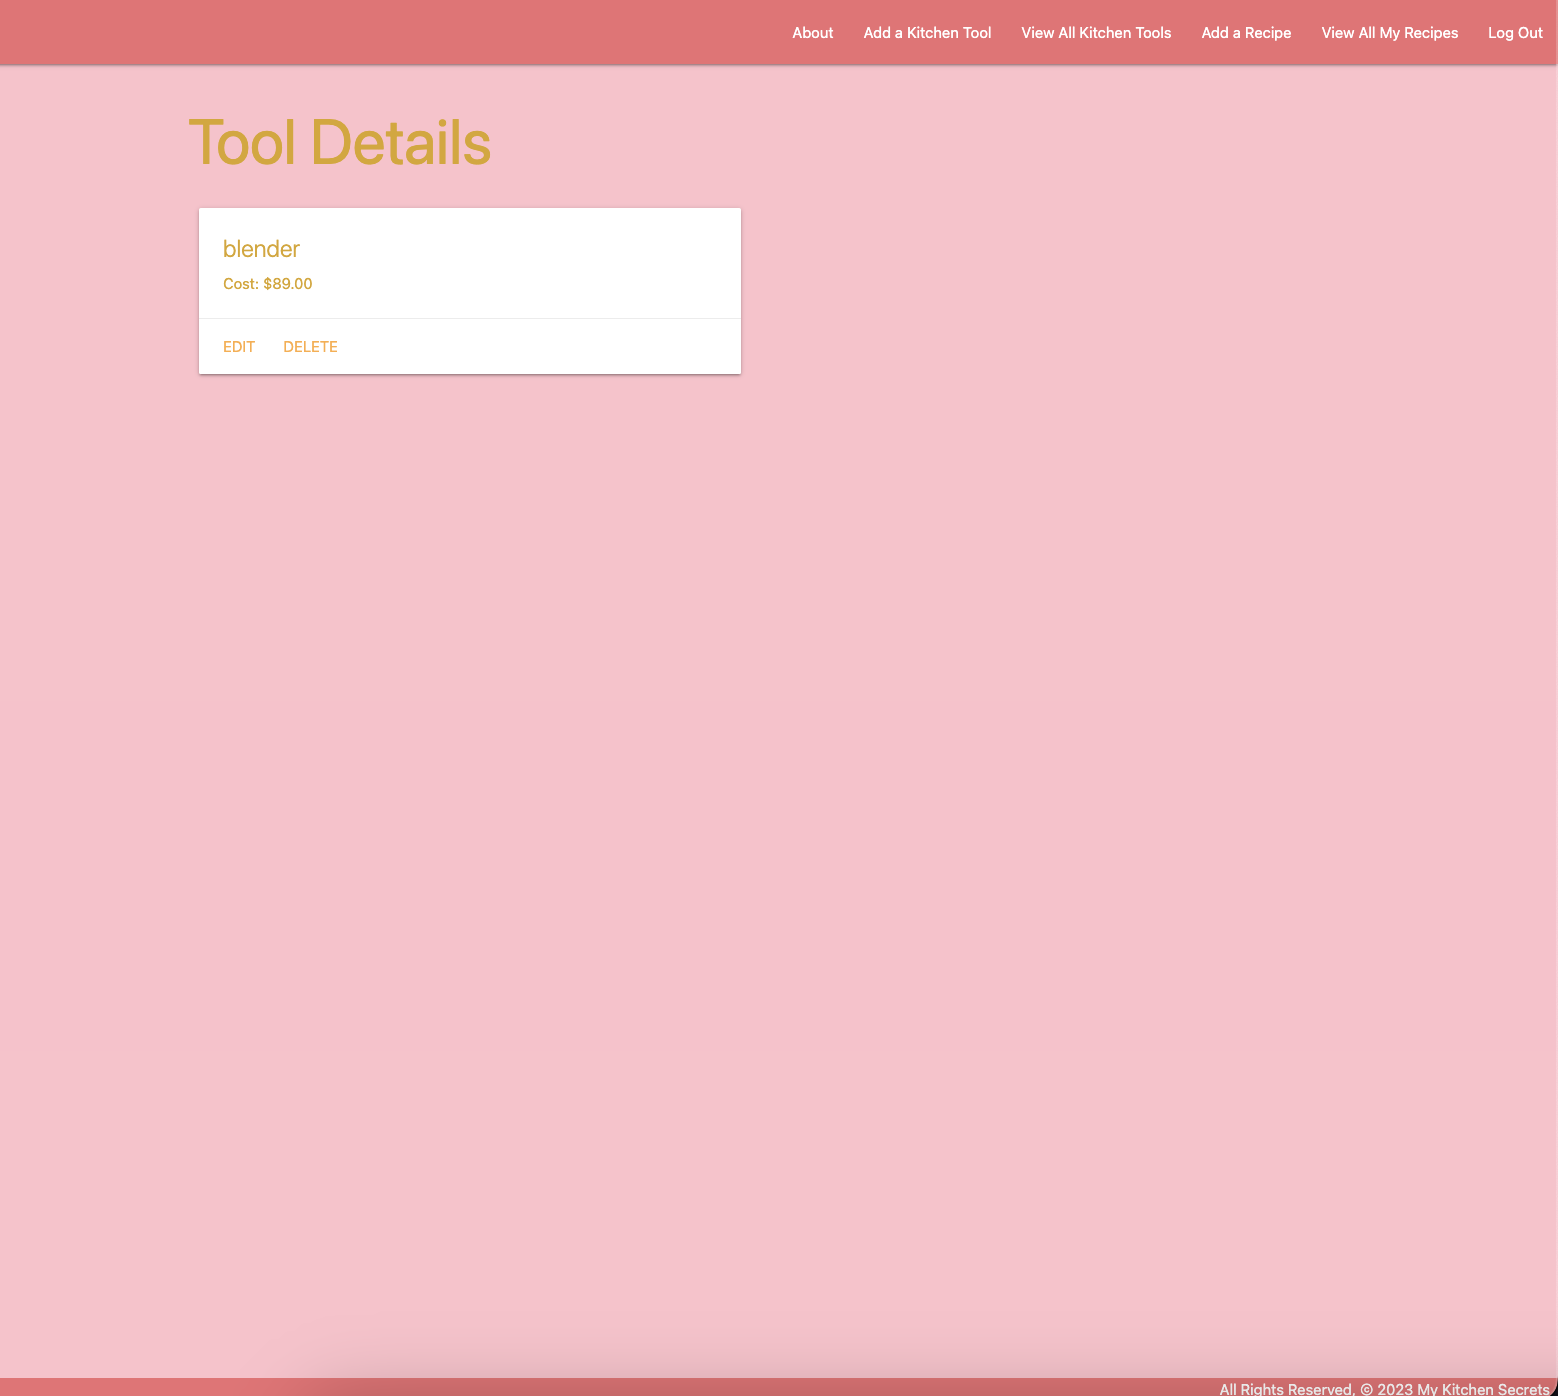 About Add a Kitchen Tool View All Kitchen Tools Add a Recipe View All My Recipes Log Out
Tool Details
blender
Cost: $89.00
EDIT DELETE
All Rights Reserved, © 2023 My Kitchen Secrets